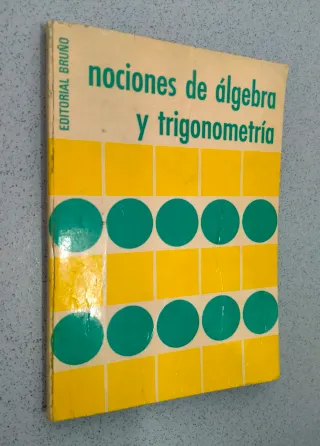 EDITORIAL BRUÑO
nociones de álgebra
y trigonometría